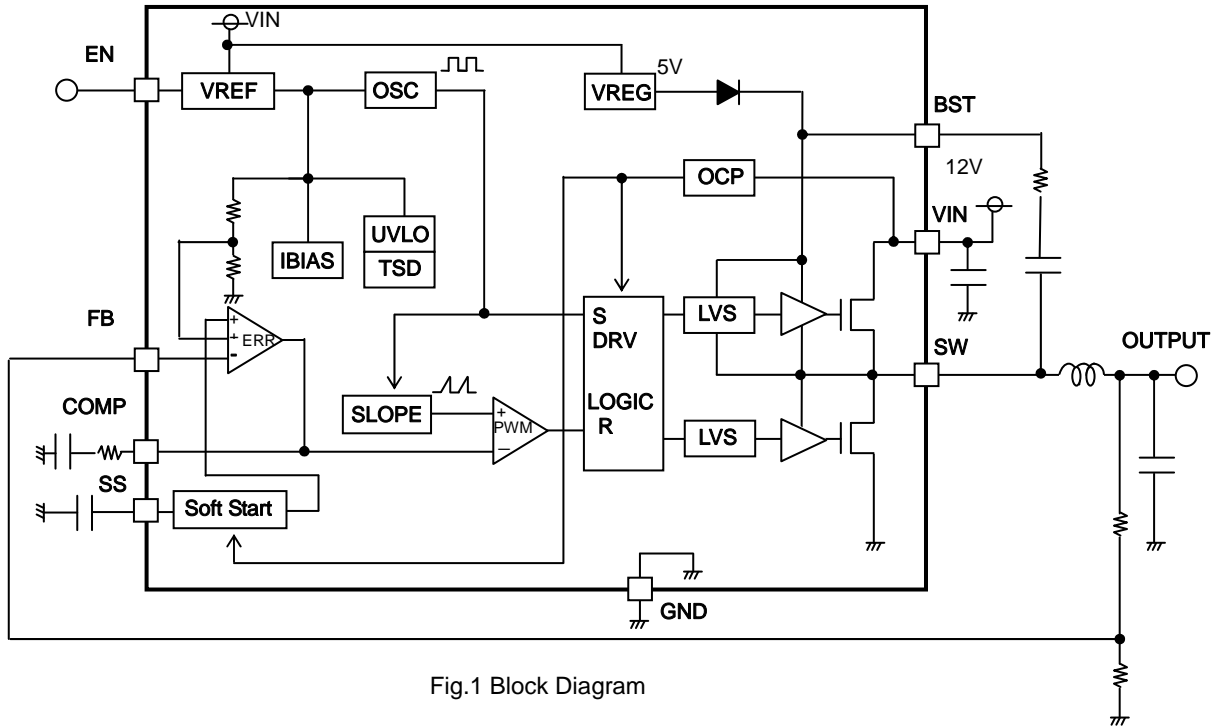 VIN
EN
VREF
OSC
5V
VREG
BST
OCP
12V
VIN
UVLO
IBIAS
TSD
LVS
S
DRV
FB
+
+
-
ERR
SW
OUTPUT
COMP
SLOPE
+
PWM
−
LOGIC
R
LVS
SS
Soft Start
GND
Fig.1 Block Diagram